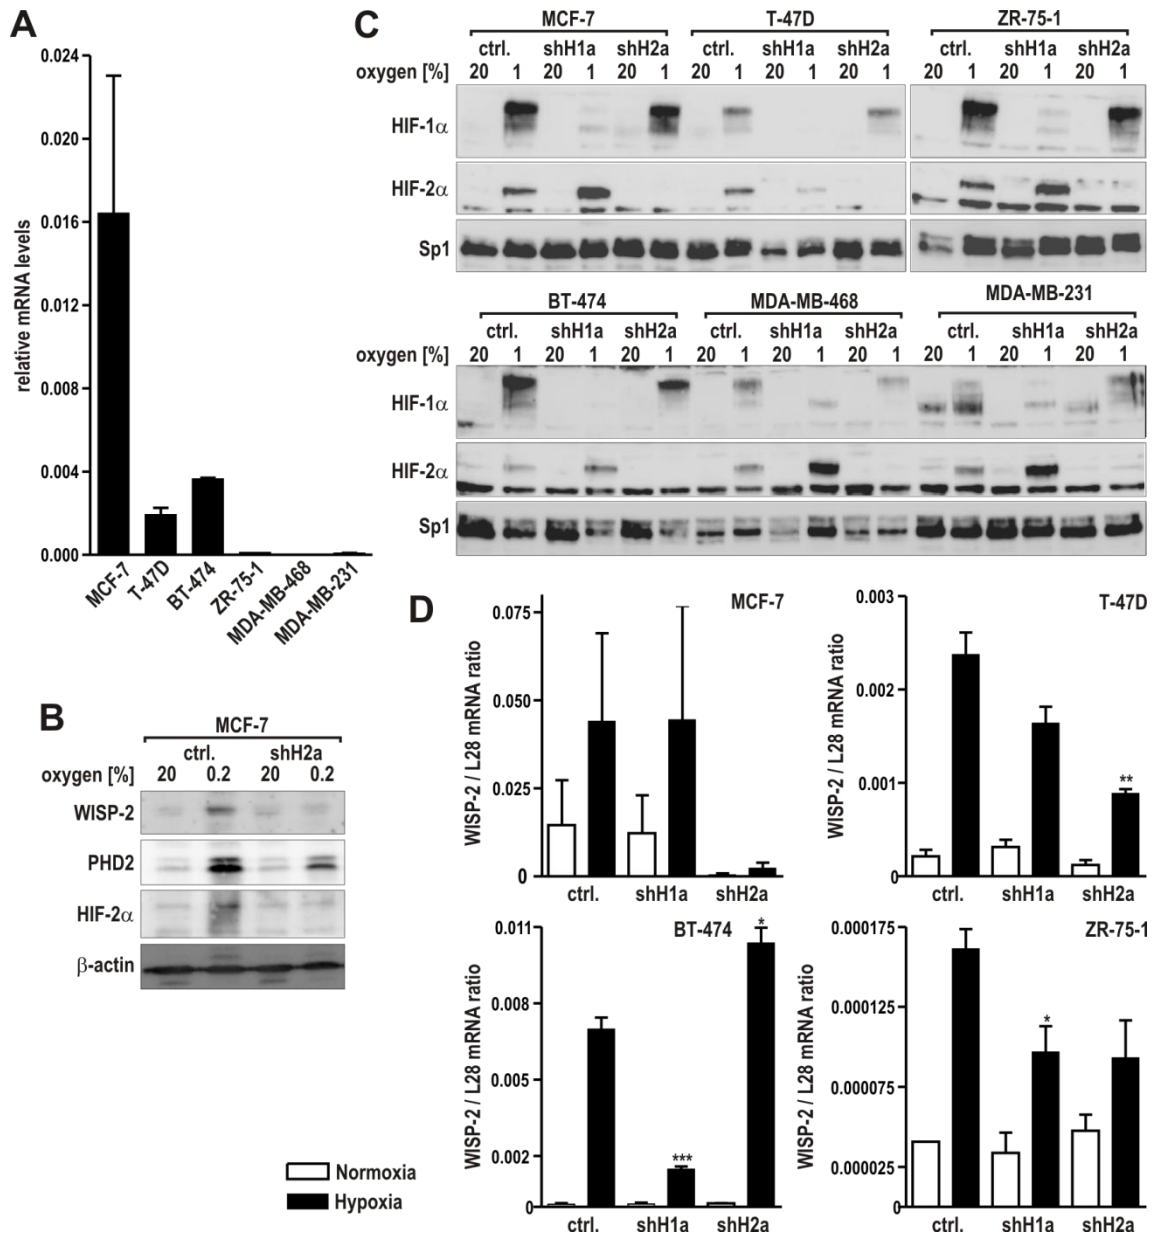 A
0.024
0.020
0.016
0.012
0.008
0.004
0.000
relative mRNA levels
MCF-7
T-47D
BT-474
ZR-75-1
MDA-MB-468
MDA-MB-231
B
MCF-7
ctrl. shH2a
oxygen [%] 20 0.2 20 0.2
WISP-2
PHD2
HIF-2α
β-actin
C
MCF-7 T-47D ZR-75-1
ctrl. shH1a shH2a ctrl. shH1a shH2a ctrl. shH1a shH2a
oxygen [%] 20 1 20 1 20 1 20 1 20 1 20 1 20 1 20 1 20 1
HIF-1α
HIF-2α
Sp1
BT-474 MDA-MB-468 MDA-MB-231
ctrl. shH1a shH2a ctrl. shH1a shH2a ctrl. shH1a shH2a
oxygen [%] 20 1 20 1 20 1 20 1 20 1 20 1 20 1 20 1 20 1
HIF-1α
HIF-2α
Sp1
D
MCF-7
WISP-2 / L28 mRNA ratio
0.075
0.050
0.025
0
ctrl. shH1a shH2a
T-47D
WISP-2 / L28 mRNA ratio
0.003
0.002
0.001
0
**
ctrl. shH1a shH2a
BT-474
WISP-2 / L28 mRNA ratio
0.011
0.008
0.005
0.002
0
***
*
ctrl. shH1a shH2a
ZR-75-1
WISP-2 / L28 mRNA ratio
0.000175
0.000125
0.000075
0.000025
0
*
ctrl. shH1a shH2a
Normoxia
Hypoxia